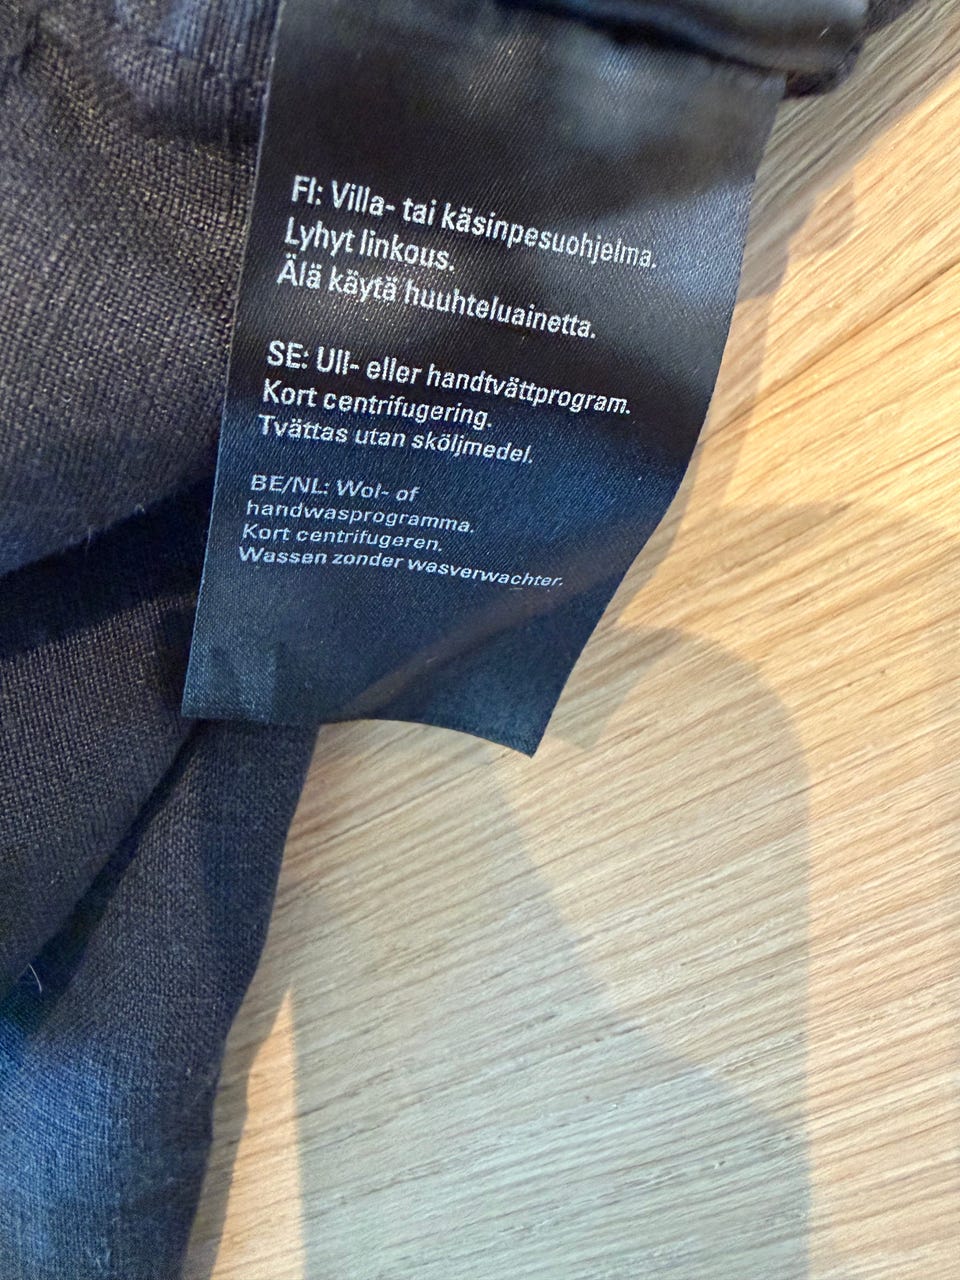 FI: Villa- tai käsinpesuohjelma.
Lyhyt linkous.
Älä käytä huuhteluainetta.
SE: Ull- eller handtvättprogram.
Kort centrifugering.
Tvättas utan sköljmedel.
BE/NL: Wol- of
handwasprogramma.
Kort centrifugeren.
Wassen zonder wasverwachter.